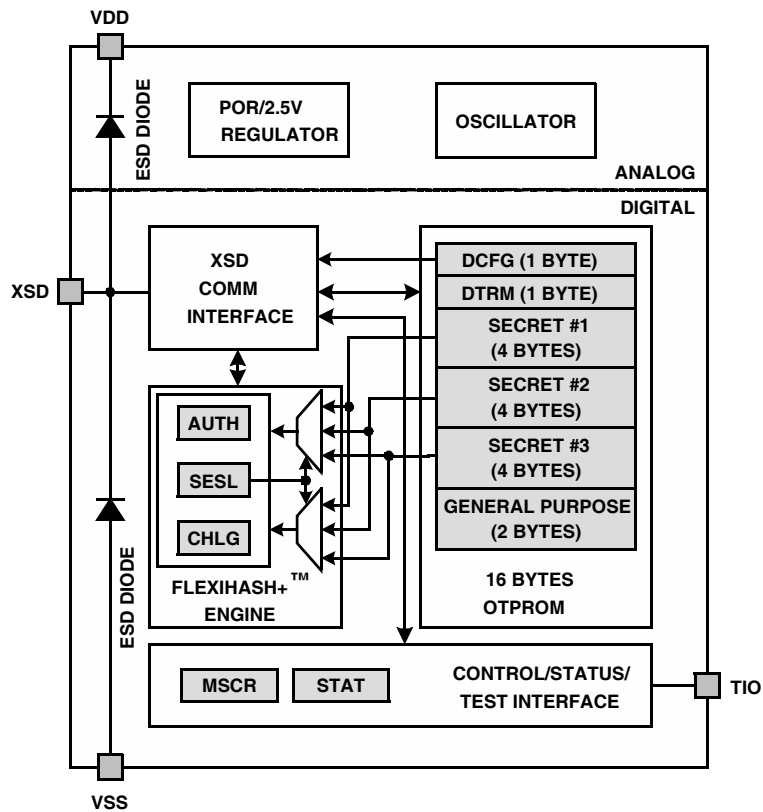 VDD
ESD DIODE
POR/2.5V
REGULATOR
OSCILLATOR
ANALOG
DIGITAL
XSD
XSD
COMM
INTERFACE
DCFG (1 BYTE)
DTRM (1 BYTE)
SECRET #1
(4 BYTES)
SECRET #2
(4 BYTES)
SECRET #3
(4 BYTES)
GENERAL PURPOSE
(2 BYTES)
16 BYTES
OTPROM
AUTH
SESL
CHLG
FLEXIHASH+™
ENGINE
ESD DIODE
MSCR
STAT
CONTROL/STATUS/
TEST INTERFACE
TIO
VSS